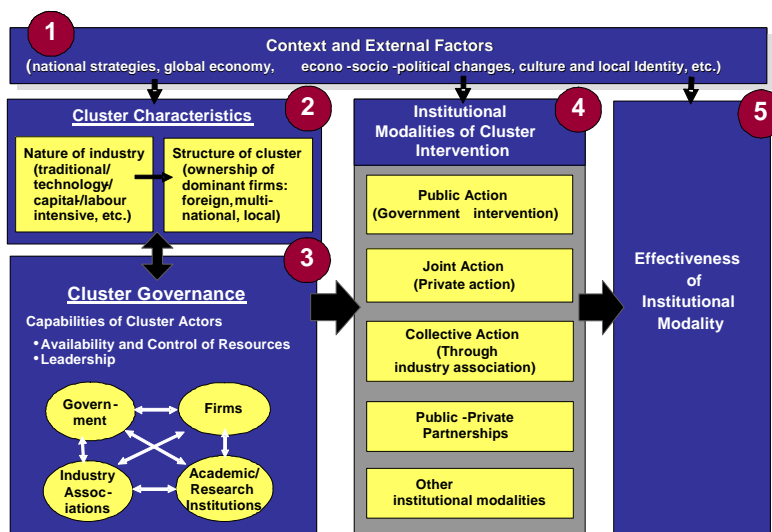 1
Context and External Factors
(national strategies, global economy, econo -socio -political changes, culture and local Identity, etc.)
2
Cluster Characteristics
Nature of industry
(traditional/
technology-/
capital-/labour
intensive, etc.)
Structure of cluster
(ownership of
dominant firms:
foreign, multi-
national, local)
3
Cluster Governance
Capabilities of Cluster Actors
• Availability and Control of Resources
• Leadership
Govern-
ment
Firms
Industry
Assoc-
iations
Academic/
Research
Institutions
4
Institutional
Modalities of Cluster
Intervention
Public Action
(Government intervention)
Joint Action
(Private action)
Collective Action
(Through
industry association)
Public -Private
Partnerships
Other
institutional modalities
5
Effectiveness
of
Institutional
Modality